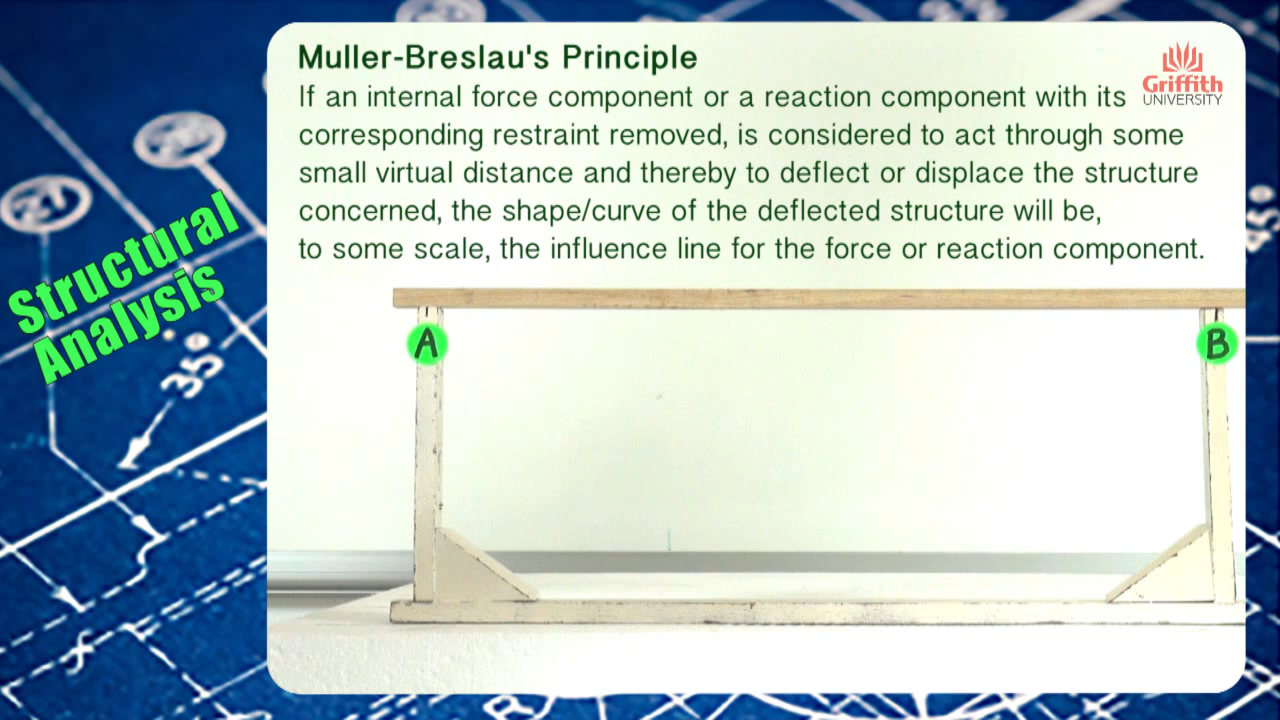 Muller-Breslau's Principle
If an internal force component or a reaction component with its
corresponding restraint removed, is considered to act through some
small virtual distance and thereby to deflect or displace the structure
concerned, the shape/curve of the deflected structure will be,
to some scale, the influence line for the force or reaction component.
Griffith
UNIVERSITY
Structural
Analysis
A
B
27
35°
45°
R